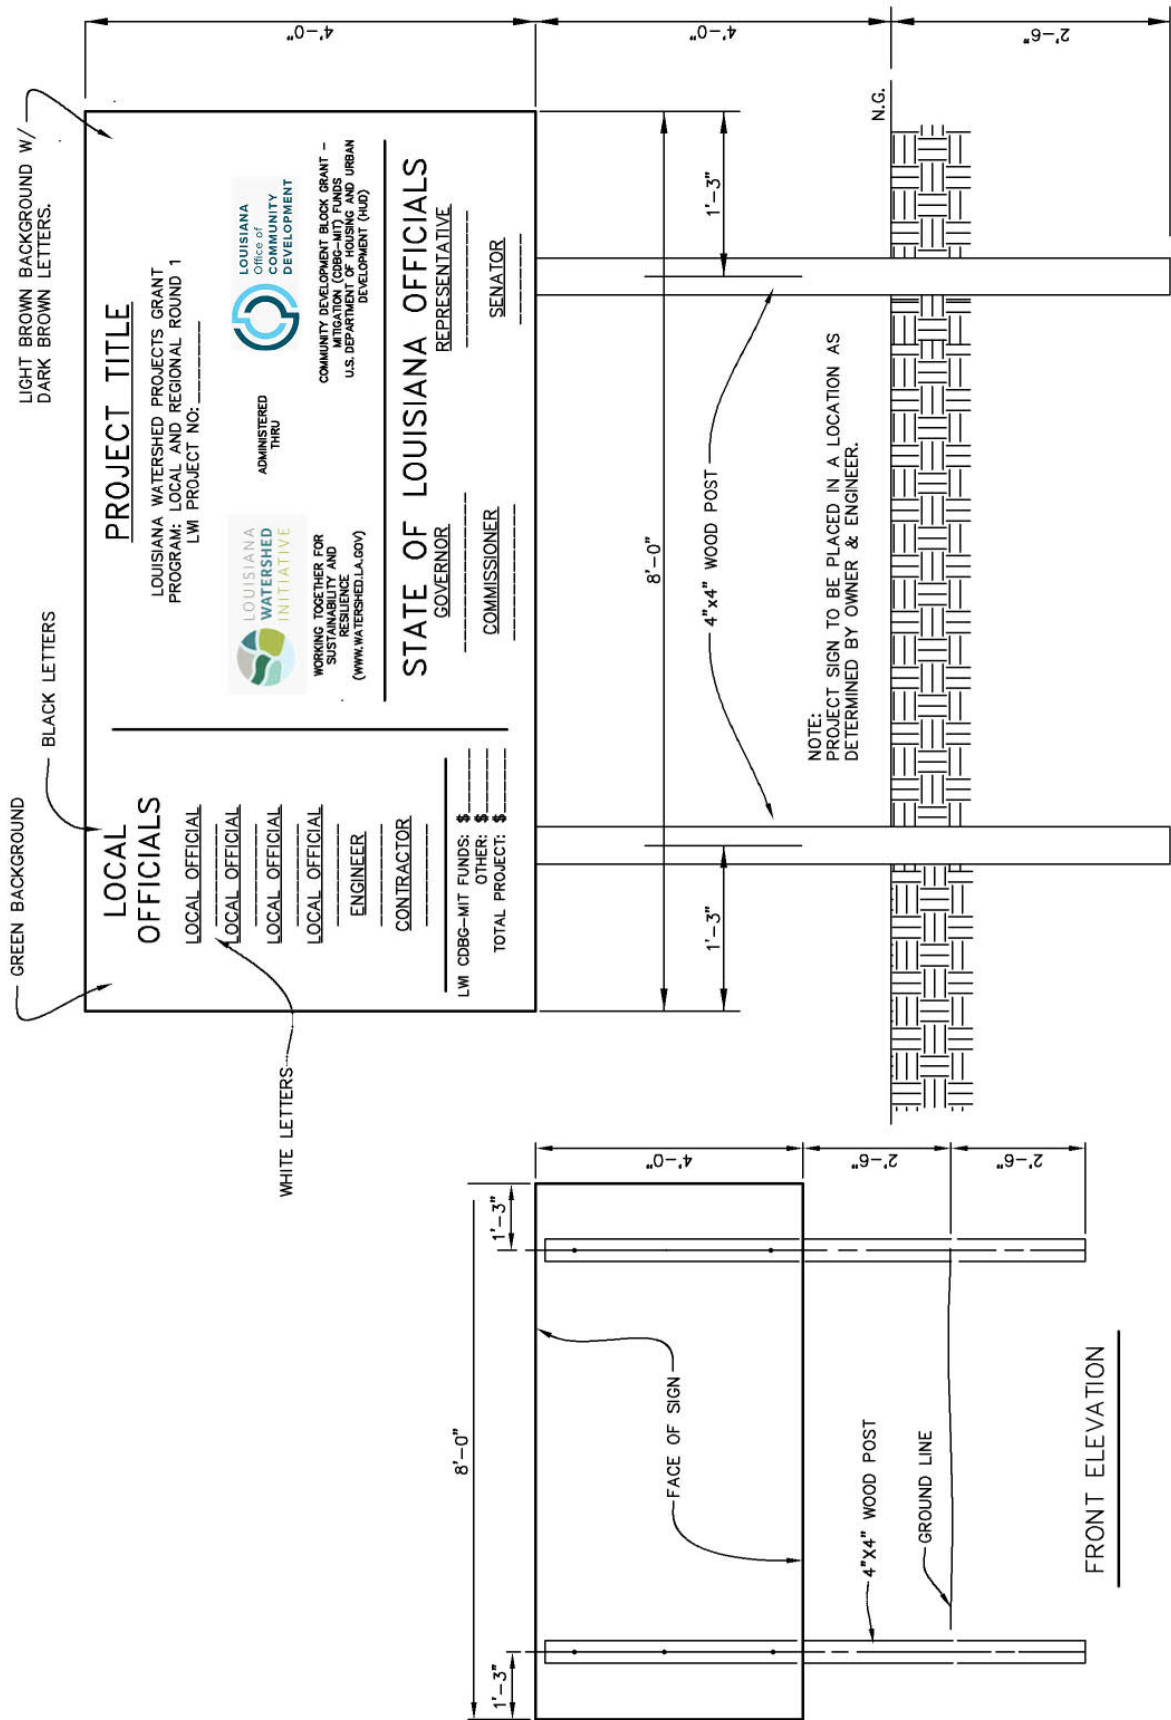 GREEN BACKGROUND
BLACK LETTERS
LIGHT BROWN BACKGROUND W/
DARK BROWN LETTERS.
WHITE LETTERS
LOCAL
OFFICIALS
LOCAL OFFICIAL
LOCAL OFFICIAL
LOCAL OFFICIAL
LOCAL OFFICIAL
ENGINEER
CONTRACTOR
LWI CDBG-MIT FUNDS: $______
OTHER: $______
TOTAL PROJECT: $______
PROJECT TITLE
LOUISIANA WATERSHED PROJECTS GRANT
PROGRAM: LOCAL AND REGIONAL ROUND 1
LWI PROJECT NO: ________
LOUISIANA
WATERSHED
INITIATIVE
WORKING TOGETHER FOR
SUSTAINABILITY AND
RESILIENCE
(WWW.WATERSHED.LA.GOV)
ADMINISTERED
THRU
LOUISIANA
Office of
COMMUNITY
DEVELOPMENT
COMMUNITY DEVELOPMENT BLOCK GRANT –
MITIGATION (CDBG-MIT) FUNDS
U.S. DEPARTMENT OF HOUSING AND URBAN
DEVELOPMENT (HUD)
STATE OF LOUISIANA OFFICIALS
GOVERNOR
REPRESENTATIVE
COMMISSIONER
SENATOR
4'-0"
4'-0"
2'-6"
8'-0"
1'-3"
1'-3"
4"x4" WOOD POST
N.G.
NOTE:
PROJECT SIGN TO BE PLACED IN A LOCATION AS
DETERMINED BY OWNER & ENGINEER.
8'-0"
1'-3"
1'-3"
4'-0"
2'-6"
2'-6"
FACE OF SIGN
4"X4" WOOD POST
GROUND LINE
FRONT ELEVATION